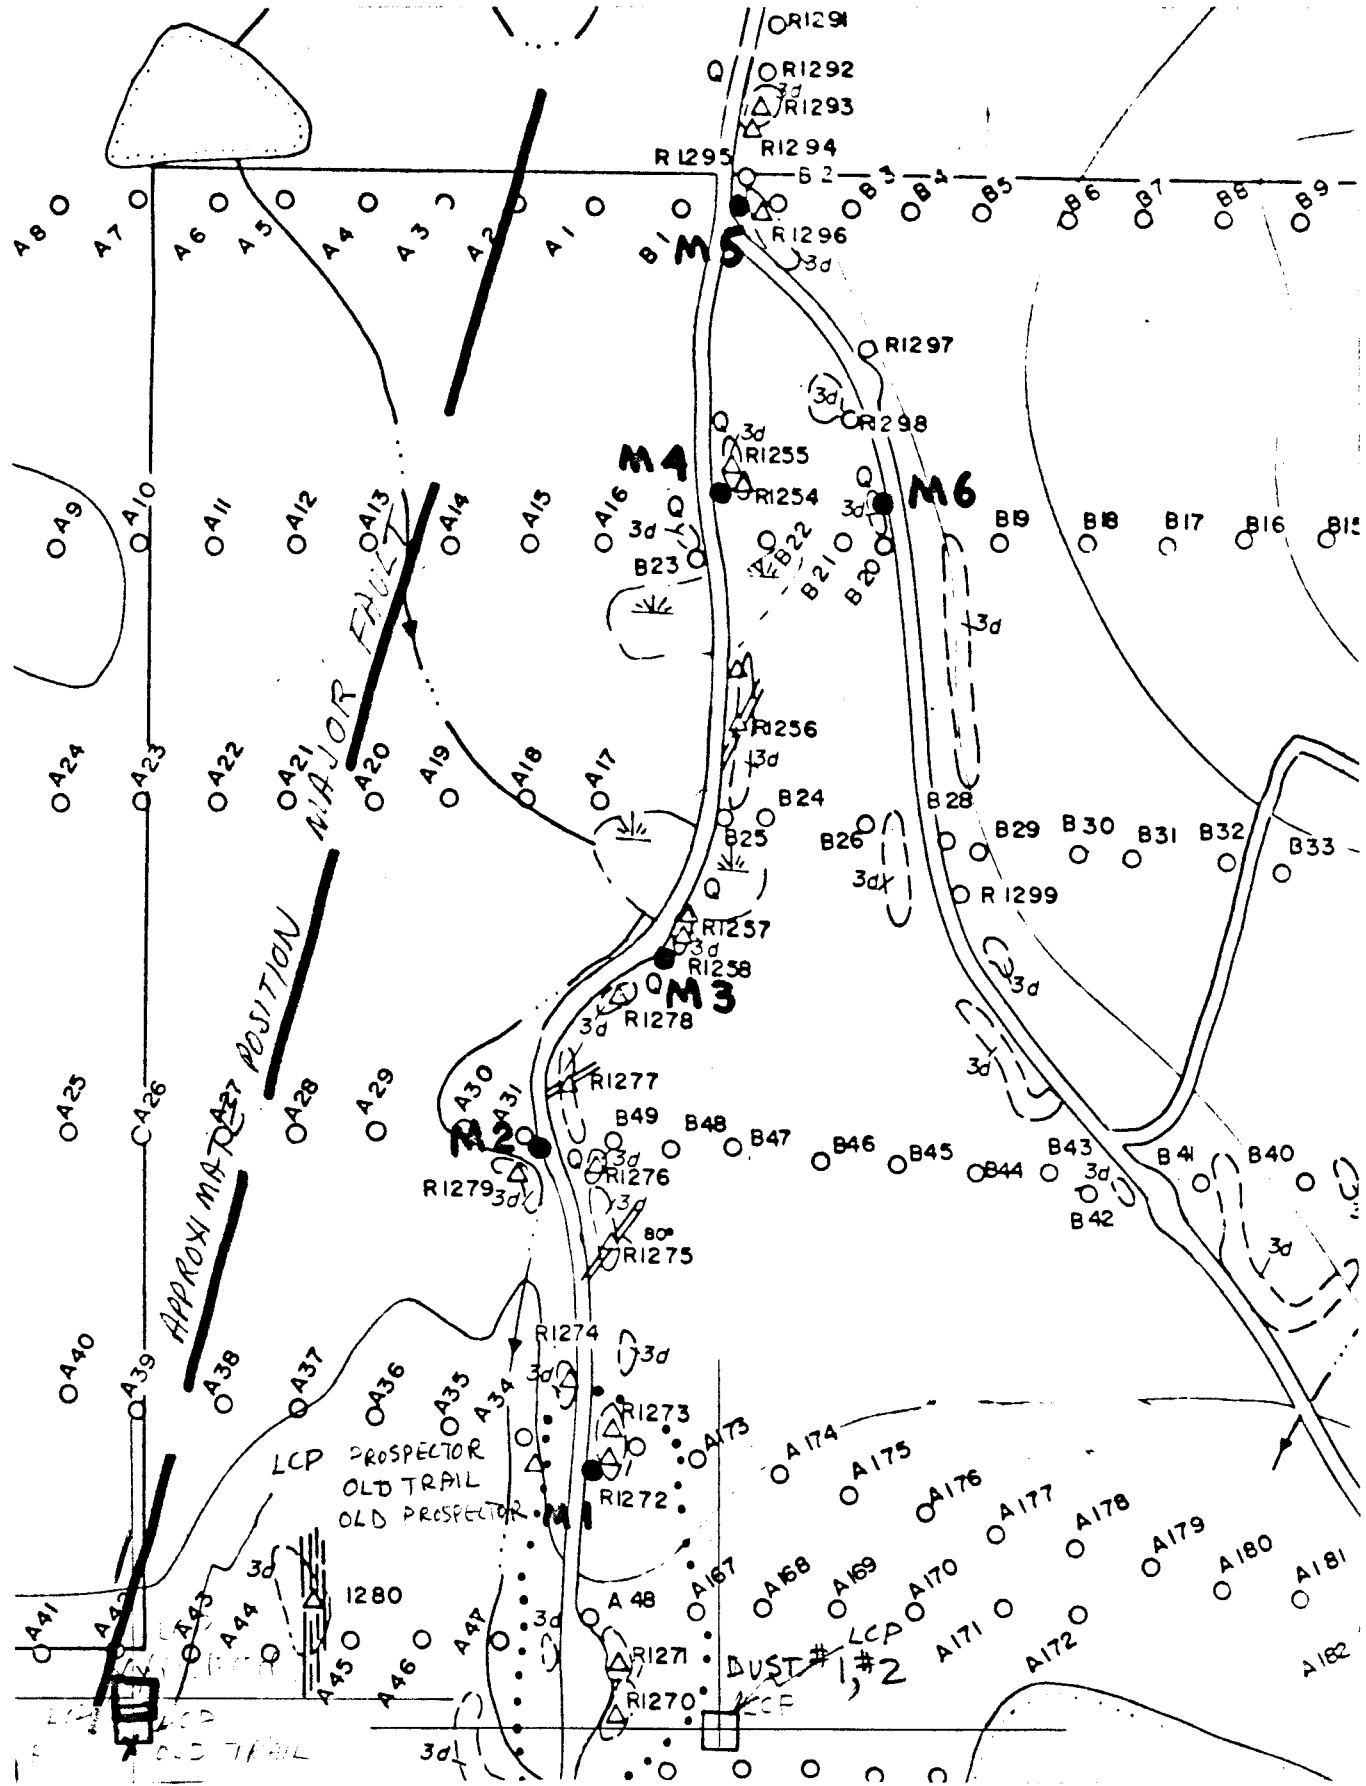 R1291
Q R1292
3d
R1293
R1294
R1295
B2 B3 B4 B5 B6 B7 B8 B9
A8 A7 A6 A5 A4 A3 A2 A1 B1
M5
R1296
3d
R1297
3d
R1298
Q
3d
R1255
M4
R1254
Q
Q
3d
M6
3d
A9 A10 A11 A12 A13 A14 A15 A16
B23
B22 B21 B20 B19 B18 B17 B16 B15
3d
R1256
3d
APPROXIMATE POSITION MAJOR FAULT
A24 A23 A22 A21 A20 A19 A18 A17
B24
B25
B26
B28
B29 B30 B31 B32 B33
3d
R1299
Q
R1257
3d
R1258
Q
M3
3d
R1278
3d
3d
R1277
A25 A26 A27 A28 A29 A30 A31
M2
B49 B48 B47 B46 B45 B44 B43
B42
B41 B40
3d
3d
Q
3d
R1276
R1279
3d
3d
80°
R1275
R1274
3d
3d
A40 A39 A38 A37 A36 A35 A34
R1273
A173 A174 A175 A176 A177 A178 A179 A180 A181
LCP PROSPECTOR
OLD TRAIL
OLD PROSPECTOR
R1272
M1
3d
1280
A41 A42 A43 A44 A45 A46 A47 A48
A167 A168 A169 A170 A171 A172
A182
3d
R1271
R1270
LCP
DUST #1, #2
LCP
LCP
OLD TRAIL
3d